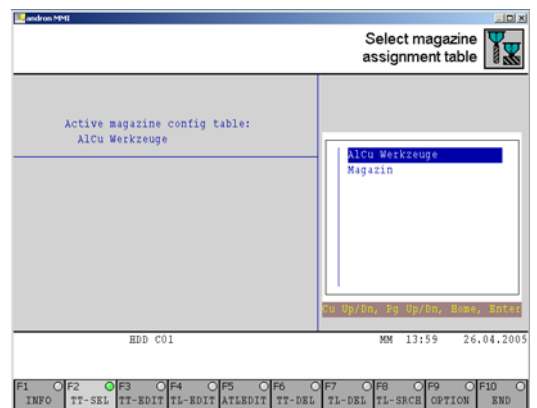 andron MMI
Select magazine
assignment table
Active magazine config table:
AlCu Werkzeuge
AlCu Werkzeuge
Magazin
Cu Up/Dn, Pg Up/Dn, Home, Enter
HDD C01 MM 13:59 26.04.2005
F1 F2 F3 F4 F5 F6 F7 F8 F9 F10
INFO TT-SEL TT-EDIT TL-EDIT ATLEDIT TT-DEL TL-DEL TL-SRCH OPTION END